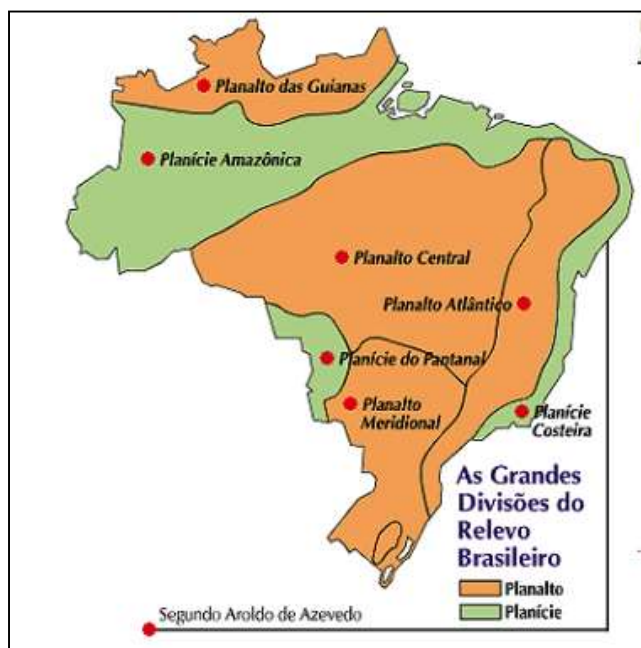 Planalto das Guianas
Planície Amazônica
Planalto Central
Planalto Atlântico
Planície do Pantanal
Planalto
Meridional
Planície
Costeira
As Grandes
Divisões do
Relevo
Brasileiro
Planalto
Planície
Segundo Aroldo de Azevedo